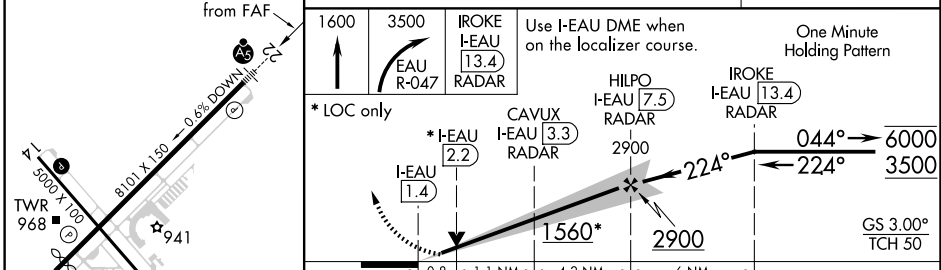 from FAF
22
A5
0.6% DOWN
P
8101 X 150
14
P
5000 X 100
TWR
968
P
941
1600
3500
EAU
R-047
IROKE
I-EAU
13.4
RADAR
Use I-EAU DME when
on the localizer course.
One Minute
Holding Pattern
* LOC only
I-EAU
1.4
* I-EAU
2.2
CAVUX
I-EAU 3.3
RADAR
HILPO
I-EAU 7.5
RADAR
2900
IROKE
I-EAU 13.4
RADAR
044° 6000
224° 3500
224°
1560*
2900
GS 3.00°
TCH 50
0.8 1.1 NM 4.2 NM 6 NM